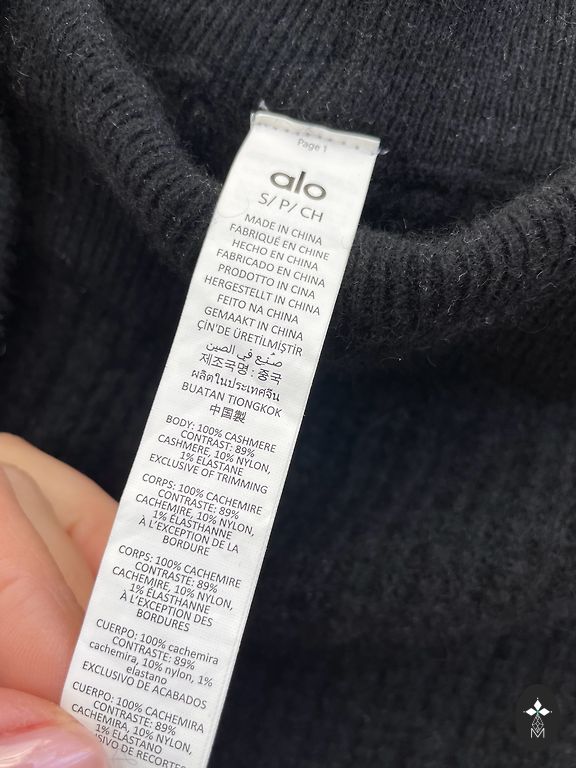 Page 1
alo
S/ P/ CH
MADE IN CHINA
FABRIQUÉ EN CHINE
HECHO EN CHINA
FABRICADO EN CHINA
PRODOTTO IN CINA
HERGESTELLT IN CHINA
FEITO NA CHINA
GEMAAKT IN CHINA
ÇİN'DE ÜRETİLMİŞTİR
صُنع في الصين
제조국명 : 중국
ผลิตในประเทศจีน
BUATAN TIONGKOK
中国製
BODY: 100% CASHMERE
CONTRAST: 89%
CASHMERE, 10% NYLON,
1% ELASTANE
EXCLUSIVE OF TRIMMING
CORPS: 100% CACHEMIRE
CONTRASTE: 89%
CACHEMIRE, 10% NYLON,
1% ÉLASTHANNE
À L'EXCEPTION DE LA
BORDURE
CORPS: 100% CACHEMIRE
CONTRASTE: 89%
CACHEMIRE, 10% NYLON,
1% ÉLASTHANNE
À L'EXCEPTION DES
BORDURES
CUERPO: 100% cachemira
CONTRASTE: 89%
cachemira, 10% nylon, 1%
elastano
EXCLUSIVO DE ACABADOS
CUERPO: 100% CACHEMIRA
CONTRASTE: 89%
CACHEMIRA, 10% NYLON,
1% ELASTANO
DE
M